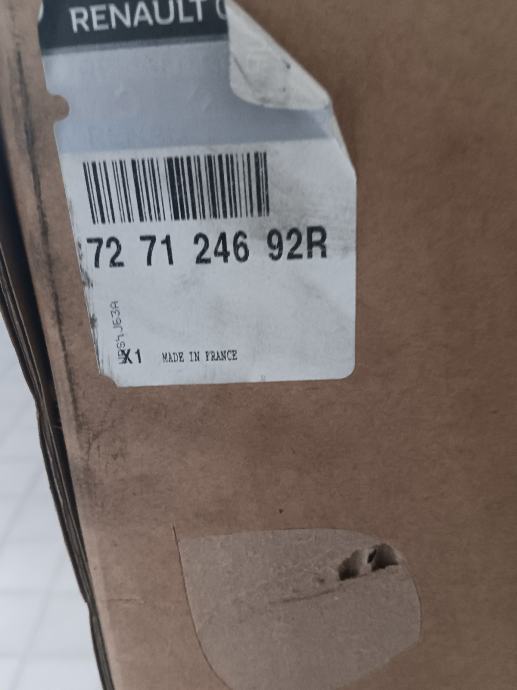 RENAULT
72 71 246 92R
X1 MADE IN FRANCE